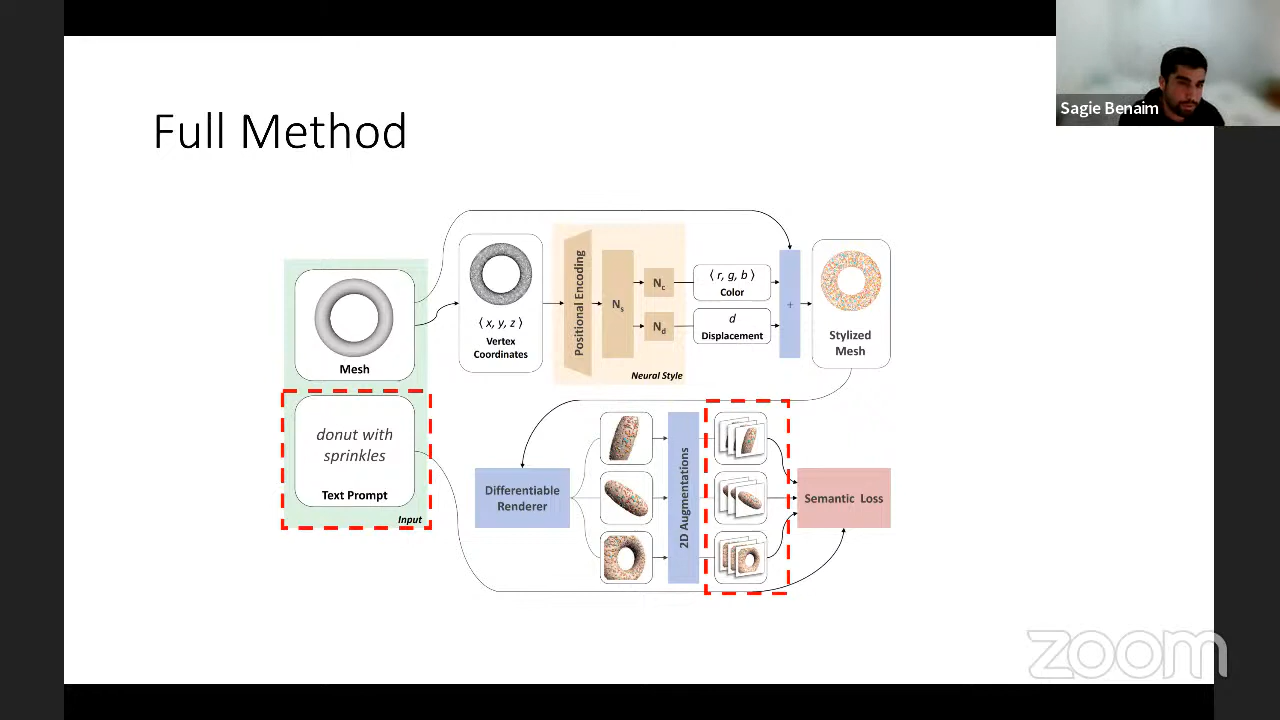 Sagie Benaim
Full Method
Mesh
donut with
sprinkles
Text Prompt
Input
⟨ x, y, z ⟩
Vertex
Coordinates
Positional Encoding
Ns
Nc
Nd
Neural Style
⟨ r, g, b ⟩
Color
d
Displacement
+
Stylized
Mesh
Differentiable
Renderer
2D Augmentations
Semantic Loss
zoom